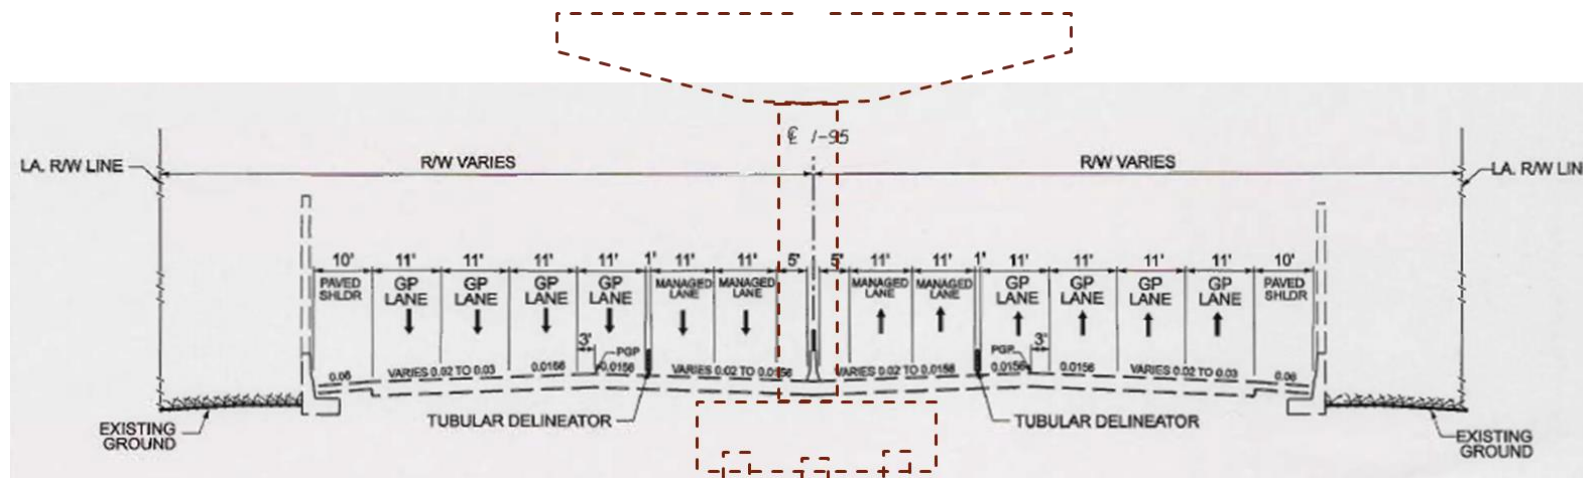 ℄ I-95
R/W VARIES
R/W VARIES
LA. R/W LINE
LA. R/W LIN
10' 11' 11' 11' 11' 1' 11' 11' 5' 5' 11' 11' 1' 11' 11' 11' 11' 10'
PAVED SHLDR
GP LANE
GP LANE
GP LANE
GP LANE
MANAGED LANE
MANAGED LANE
MANAGED LANE
MANAGED LANE
GP LANE
GP LANE
GP LANE
GP LANE
PAVED SHLDR
3'
PGP
PGP
3'
0.06
VARIES 0.02 TO 0.03
0.0156
0.0156
VARIES 0.02 TO 0.0156
VARIES 0.02 TO 0.0156
0.0156
0.0156
VARIES 0.02 TO 0.03
0.06
TUBULAR DELINEATOR
TUBULAR DELINEATOR
EXISTING
GROUND
EXISTING
GROUND